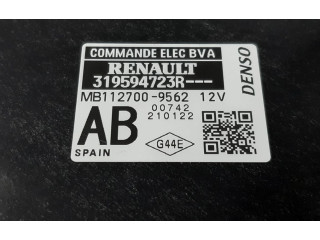 COMMANDE ELEC BVA
RENAULT
319594723R---
DENSO
MB112700-9562 12V
00742
210122
AB
SPAIN
G44E